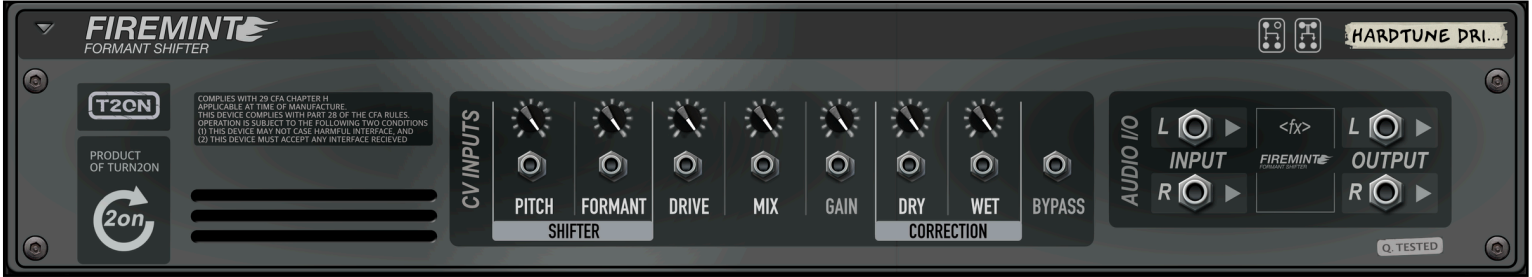 FIREMINT
FORMANT SHIFTER
HARDTUNE DRI...
T2ON
PRODUCT
OF TURN2ON
2on
COMPLIES WITH 29 CFA CHAPTER H
APPLICABLE AT TIME OF MANUFACTURE.
THIS DEVICE COMPLIES WITH PART 28 OF THE CFA RULES.
OPERATION IS SUBJECT TO THE FOLLOWING TWO CONDITIONS
(1) THIS DEVICE MAY NOT CASE HARMFUL INTERFACE, AND
(2) THIS DEVICE MUST ACCEPT ANY INTERFACE RECIEVED
CV INPUTS
PITCH FORMANT DRIVE MIX GAIN DRY WET BYPASS
SHIFTER CORRECTION
AUDIO I/O
L <fx> L
INPUT FIREMINT OUTPUT
FORMANT SHIFTER
R R
Q. TESTED